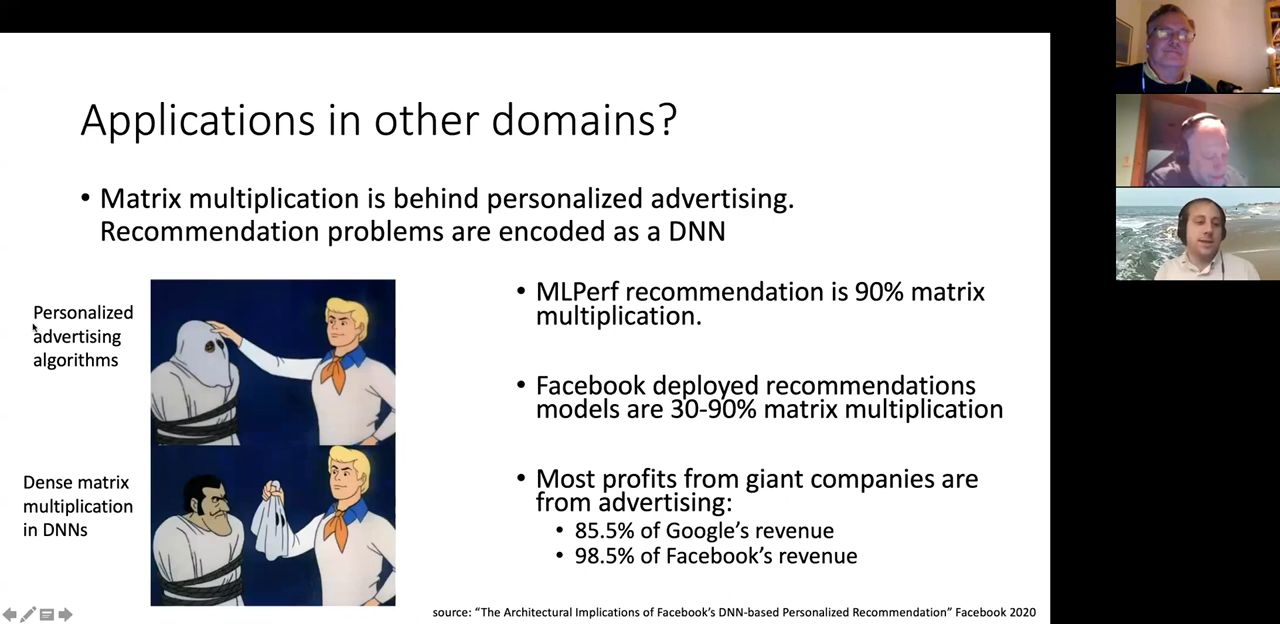 Applications in other domains?
• Matrix multiplication is behind personalized advertising.
Recommendation problems are encoded as a DNN
Personalized
advertising
algorithms
Dense matrix
multiplication
in DNNs
• MLPerf recommendation is 90% matrix
multiplication.
• Facebook deployed recommendations
models are 30-90% matrix multiplication
• Most profits from giant companies are
from advertising:
• 85.5% of Google’s revenue
• 98.5% of Facebook’s revenue
source: “The Architectural Implications of Facebook’s DNN-based Personalized Recommendation” Facebook 2020